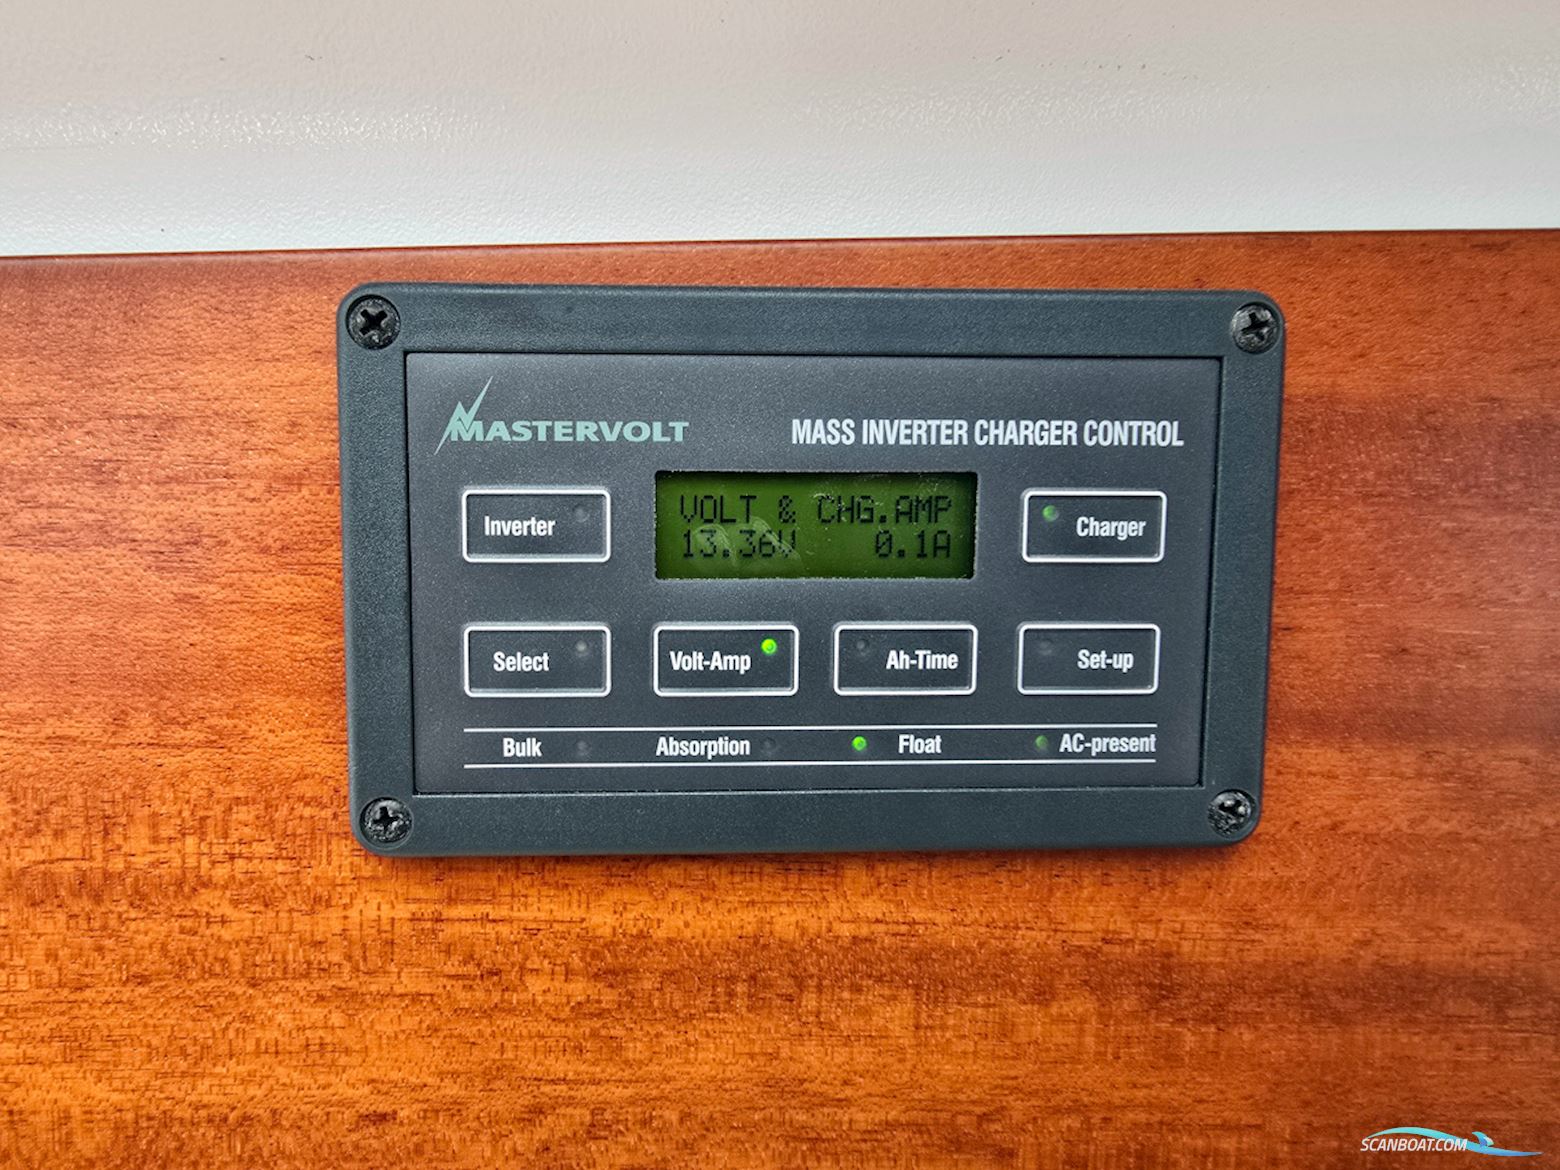 MASTERVOLT
MASS INVERTER CHARGER CONTROL
Inverter
VOLT & CHG.AMP
13.36V 0.1A
Charger
Select
Volt-Amp
Ah-Time
Set-up
Bulk
Absorption
Float
AC-present
SCANBOAT.COM